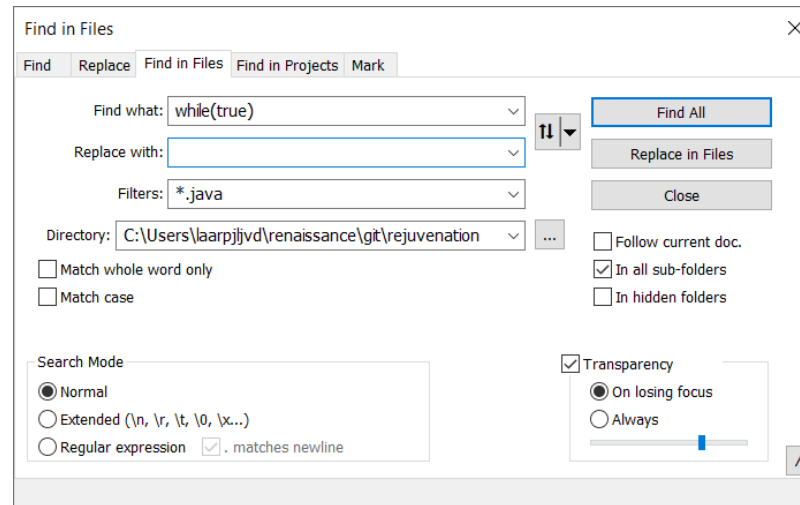 Find in Files
Find Replace Find in Files Find in Projects Mark
Find what: while(true)
Find All
Replace with:
Replace in Files
Filters: *.java
Close
Directory: C:\Users\laarpjljvd\renaissance\git\rejuvenation ...
Follow current doc.
Match whole word only
In all sub-folders
Match case
In hidden folders
Search Mode
Transparency
Normal
On losing focus
Extended (\n, \r, \t, \0, \x...)
Always
Regular expression . matches newline